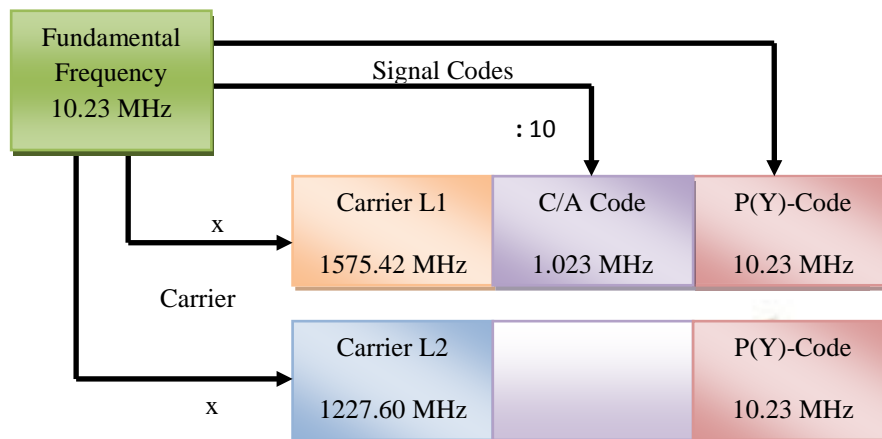 Fundamental
Frequency
10.23 MHz
Signal Codes
: 10
x
Carrier L1
1575.42 MHz
C/A Code
1.023 MHz
P(Y)-Code
10.23 MHz
Carrier
x
Carrier L2
1227.60 MHz
P(Y)-Code
10.23 MHz